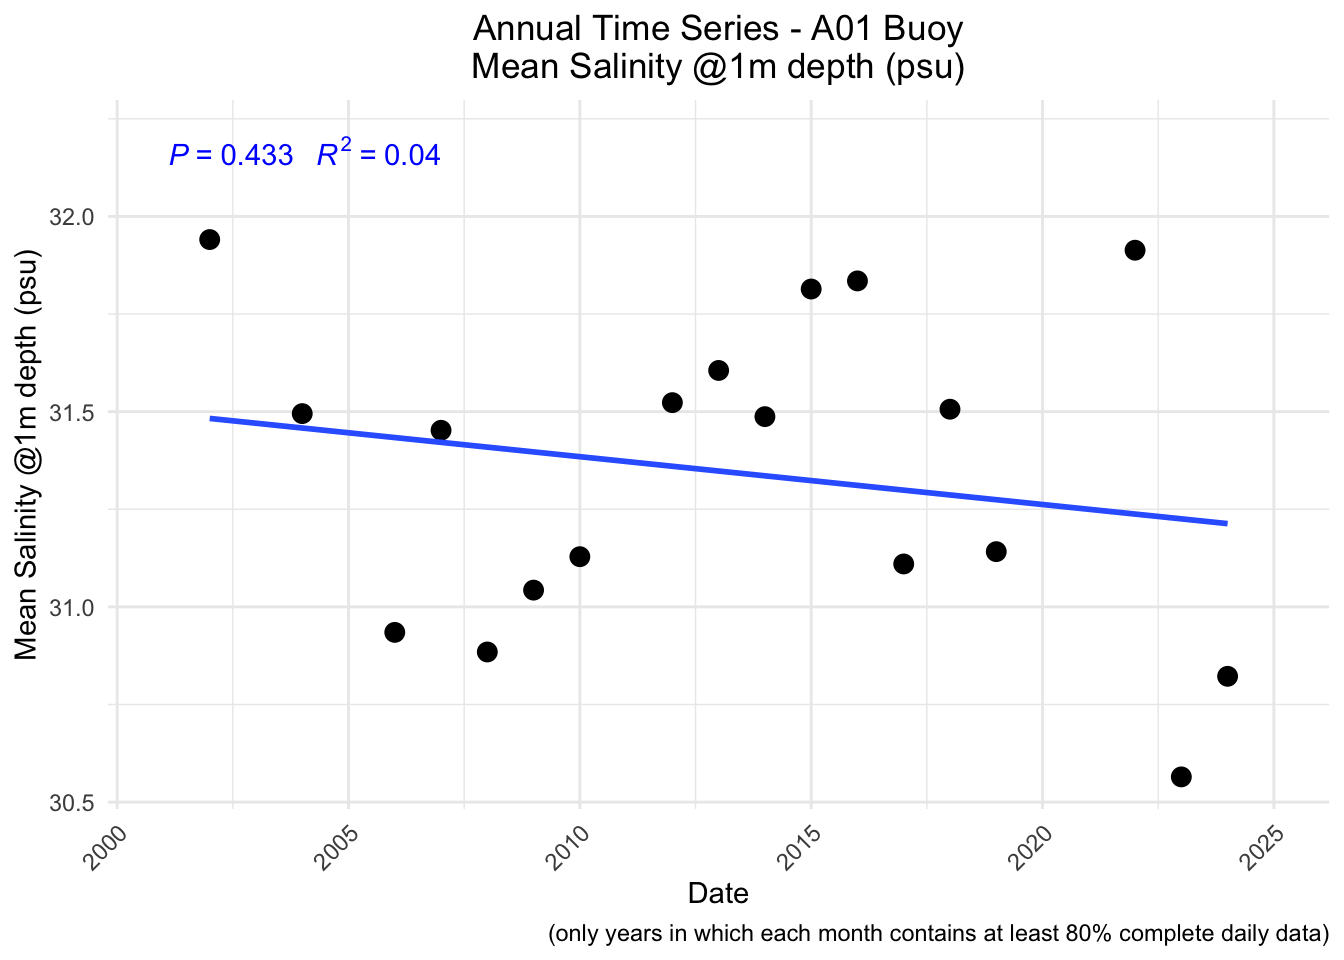 Annual Time Series - A01 Buoy
Mean Salinity @1m depth (psu)
P = 0.433 R² = 0.04
Mean Salinity @1m depth (psu)
32.0
31.5
31.0
30.5
2000 2005 2010 2015 2020 2025
Date
(only years in which each month contains at least 80% complete daily data)